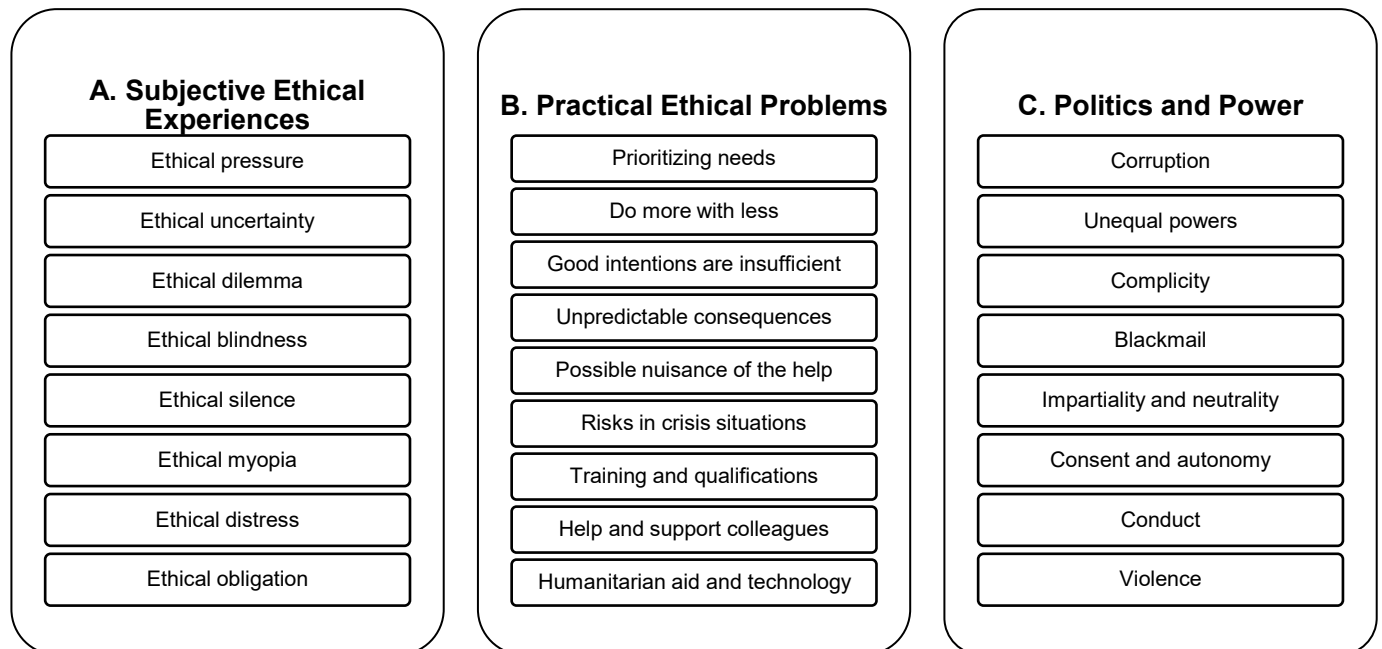 A. Subjective Ethical
Experiences
Ethical pressure
Ethical uncertainty
Ethical dilemma
Ethical blindness
Ethical silence
Ethical myopia
Ethical distress
Ethical obligation
B. Practical Ethical Problems
Prioritizing needs
Do more with less
Good intentions are insufficient
Unpredictable consequences
Possible nuisance of the help
Risks in crisis situations
Training and qualifications
Help and support colleagues
Humanitarian aid and technology
C. Politics and Power
Corruption
Unequal powers
Complicity
Blackmail
Impartiality and neutrality
Consent and autonomy
Conduct
Violence